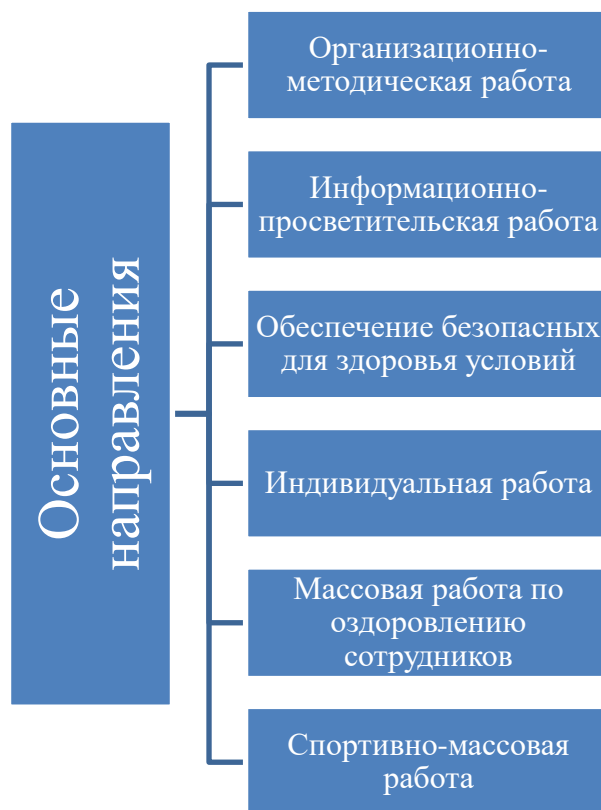 Основные
направления
Организационно-
методическая работа
Информационно-
просветительская работа
Обеспечение безопасных
для здоровья условий
Индивидуальная работа
Массовая работа по
оздоровлению
сотрудников
Спортивно-массовая
работа